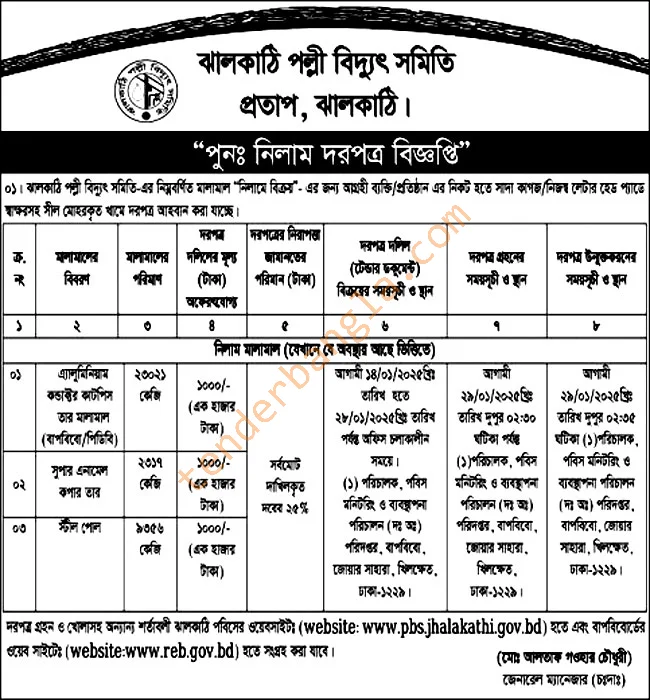 ঝালকাঠি পল্লী বিদ্যুৎ সমিতি
প্রতাপ, ঝালকাঠি।
ঝালকাঠি পল্লী বিদ্যুৎ সমিতি
“পুনঃ নিলাম দরপত্র বিজ্ঞপ্তি”
০১। ঝালকাঠি পল্লী বিদ্যুৎ সমিতি-এর নিম্নবর্ণিত মালামাল “নিলামে বিক্রয়”- এর জন্য আগ্রহী ব্যক্তি/প্রতিষ্ঠান এর নিকট হতে সাদা কাগজ/নিজস্ব লেটার হেড প্যাডে
স্বাক্ষরসহ সীল মোহরকৃত খামে দরপত্র আহবান করা যাচ্ছে।
ক্র.
নং
মালামালের
বিবরণ
মালামালের
পরিমাণ
দরপত্র
দলিলের মূল্য
(টাকা)
অফেরৎযোগ্য
দরপত্রের নিরাপত্তা
জামানতের
পরিমান (টাকা)
দরপত্র দলিল
(টেন্ডার ডকুমেন্ট)
বিক্রয়ের সময়সূচী ও স্থান
দরপত্র গ্রহনের
সময়সূচী ও স্থান
দরপত্র উন্মুক্তকরনের
সময়সূচী ও স্থান
১ ২ ৩ ৪ ৫ ৬ ৭ ৮
নিলাম মালামাল (যেখানে যে অবস্থায় আছে ভিত্তিতে)
০১
এ্যালুমিনিয়াম
কন্ডাক্টর কাটপিস
তার মালামাল
(বাপবিবো/পিডিবি)
২৩০২১
কেজি
১০০০/-
(এক হাজার
টাকা)
০২
সুপার এনামেল
কপার তার
২৩১৭
কেজি
১০০০/-
(এক হাজার
টাকা)
০৩
স্টীল পোল
৯৩৫৬
কেজি
১০০০/-
(এক হাজার
টাকা)
সর্বমোট
দাখিলকৃত
দরের ২৫%
আগামী ১৪/০১/২০২৫খ্রিঃ
তারিখ হতে
২৮/০১/২০২৫খ্রিঃ তারিখ
পর্যন্ত অফিস চলাকালীন
সময়ে।
(১) পরিচালক, পবিস
মনিটরিং ও ব্যবস্থাপনা
পরিচালন (দঃ অঃ)
পরিদপ্তর, বাপবিবো,
জোয়ার সাহারা, খিলক্ষেত,
ঢাকা-১২২৯।
আগামী
২৯/০১/২০২৫খ্রিঃ
তারিখ দুপুর ০২:৩০
ঘটিকা পর্যন্ত
(১)পরিচালক, পবিস
মনিটরিং ও ব্যবস্থাপনা
পরিচালন (দঃ অঃ)
পরিদপ্তর, বাপবিবো,
জোয়ার সাহারা,
খিলক্ষেত,
ঢাকা-১২২৯।
আগামী
২৯/০১/২০২৫খ্রিঃ
তারিখ দুপুর ০২:৩৫
ঘটিকা (১)পরিচালক,
পবিস মনিটরিং ও
ব্যবস্থাপনা পরিচালন
(দঃ অঃ) পরিদপ্তর,
বাপবিবো, জোয়ার
সাহারা, খিলক্ষেত,
ঢাকা-১২২৯।
দরপত্র গ্রহন ও খোলাসহ অন্যান্য শর্তাবলী ঝালকাঠি পবিসের ওয়েবসাইটঃ (website: www.pbs.jhalakathi.gov.bd) হতে এবং বাপবিবোর্ডের
ওয়েব সাইটেঃ (website:www.reb.gov.bd) হতে সংগ্রহ করা যাবে।
(মোঃ আলতাফ গওহার চৌধুরী)
জেনারেল ম্যানেজার (চঃদাঃ)
tenderbangla.com